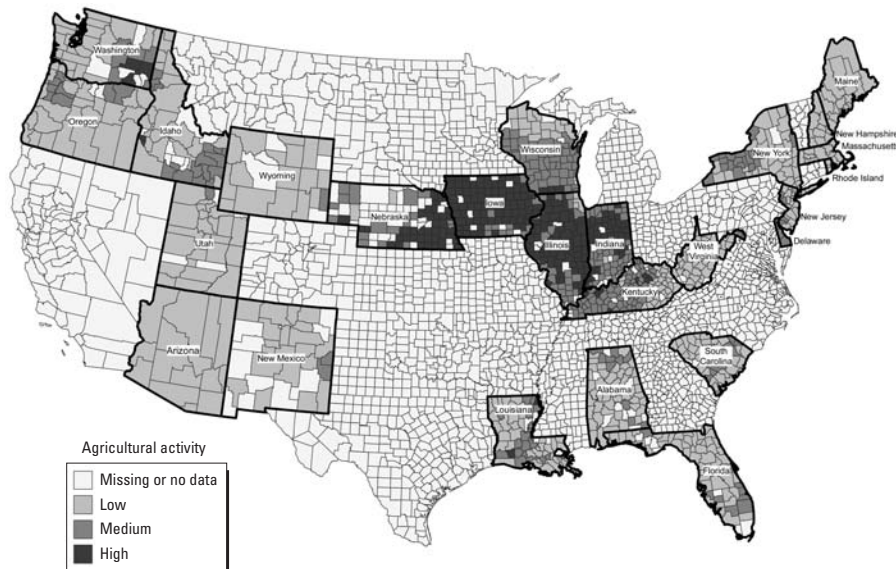 Washington
Maine
Oregon
Idaho
Wisconsin
New York
New Hampshire
Massachusett
Rhode Island
Wyoming
Nebraska
Iowa
New Jersey
Utah
Illinois
Indiana
West
Virginia
Delaware
Kentucky
Arizona
New Mexico
South
Carolina
Alabama
Louisiana
Florida
Agricultural activity
Missing or no data
Low
Medium
High